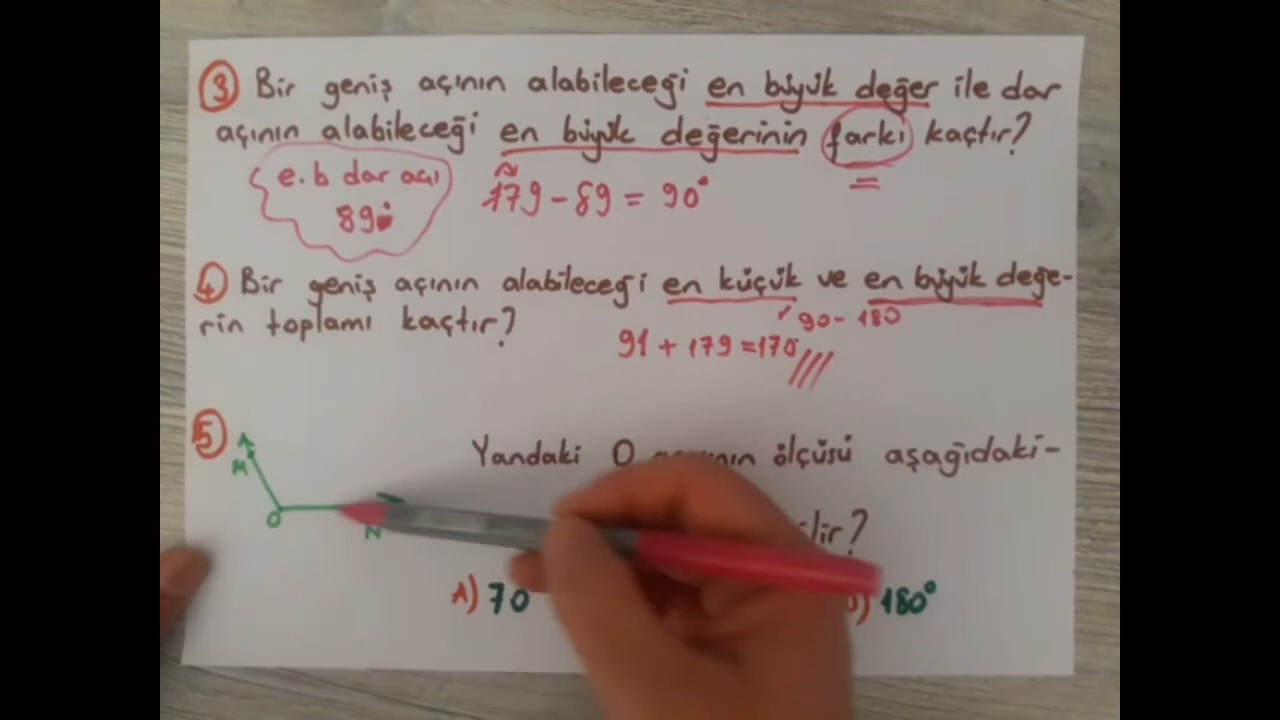 3 Bir geniş açının alabileceği en büyük değer ile dar
açının alabileceği en büyük değerinin farkı kaçtır?
e.b dar açı
89°
179 - 89 = 90°
4 Bir geniş açının alabileceği en küçük ve en büyük değe-
rin toplamı kaçtır?
90 - 180
91 + 179 = 170
5
Yandaki O ölçüsü aşağıdaki-
M
O
N
A) 70
180°